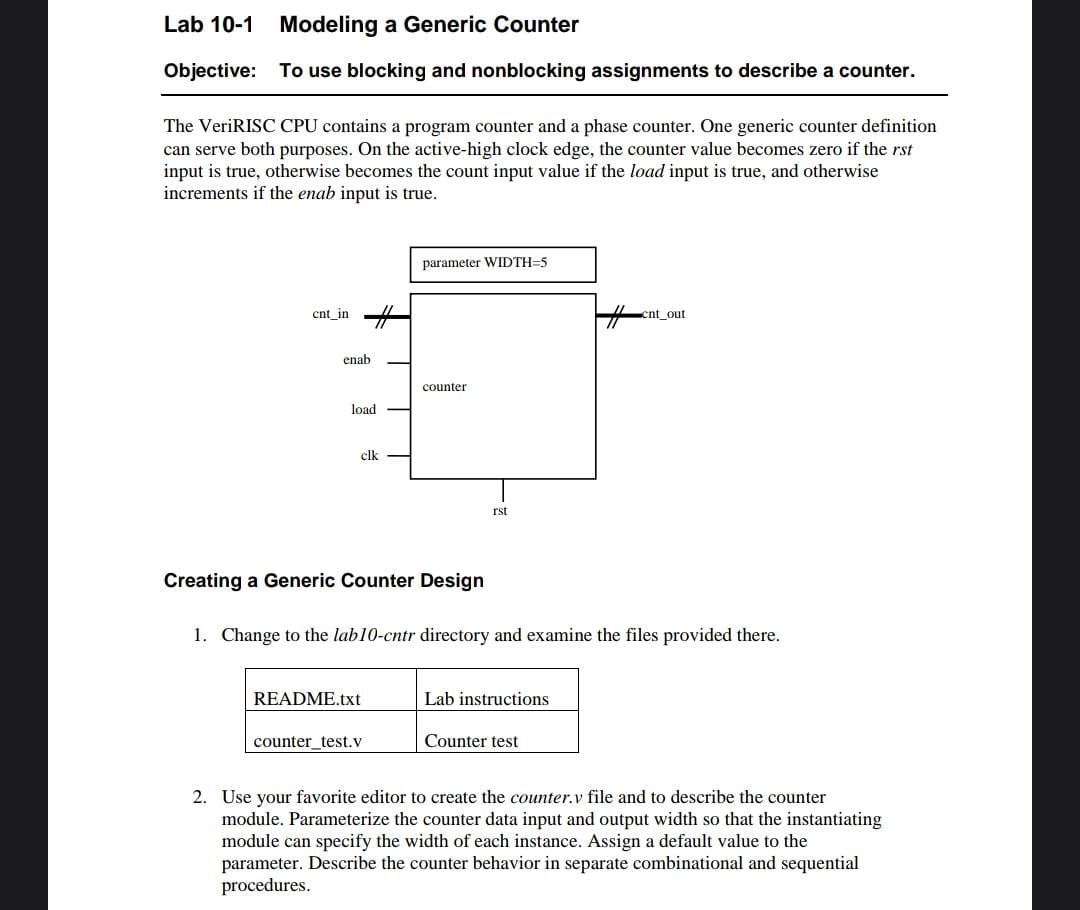 Lab 10-1 Modeling a Generic Counter
Objective: To use blocking and nonblocking assignments to describe a counter.
The VeriRISC CPU contains a program counter and a phase counter. One generic counter definition
can serve both purposes. On the active-high clock edge, the counter value becomes zero if the rst
input is true, otherwise becomes the count input value if the load input is true, and otherwise
increments if the enab input is true.
parameter WIDTH=5
cnt_in
cnt_out
enab
counter
load
clk
rst
Creating a Generic Counter Design
1. Change to the lab10-cntr directory and examine the files provided there.
README.txt Lab instructions
counter_test.v Counter test
2. Use your favorite editor to create the counter.v file and to describe the counter
module. Parameterize the counter data input and output width so that the instantiating
module can specify the width of each instance. Assign a default value to the
parameter. Describe the counter behavior in separate combinational and sequential
procedures.